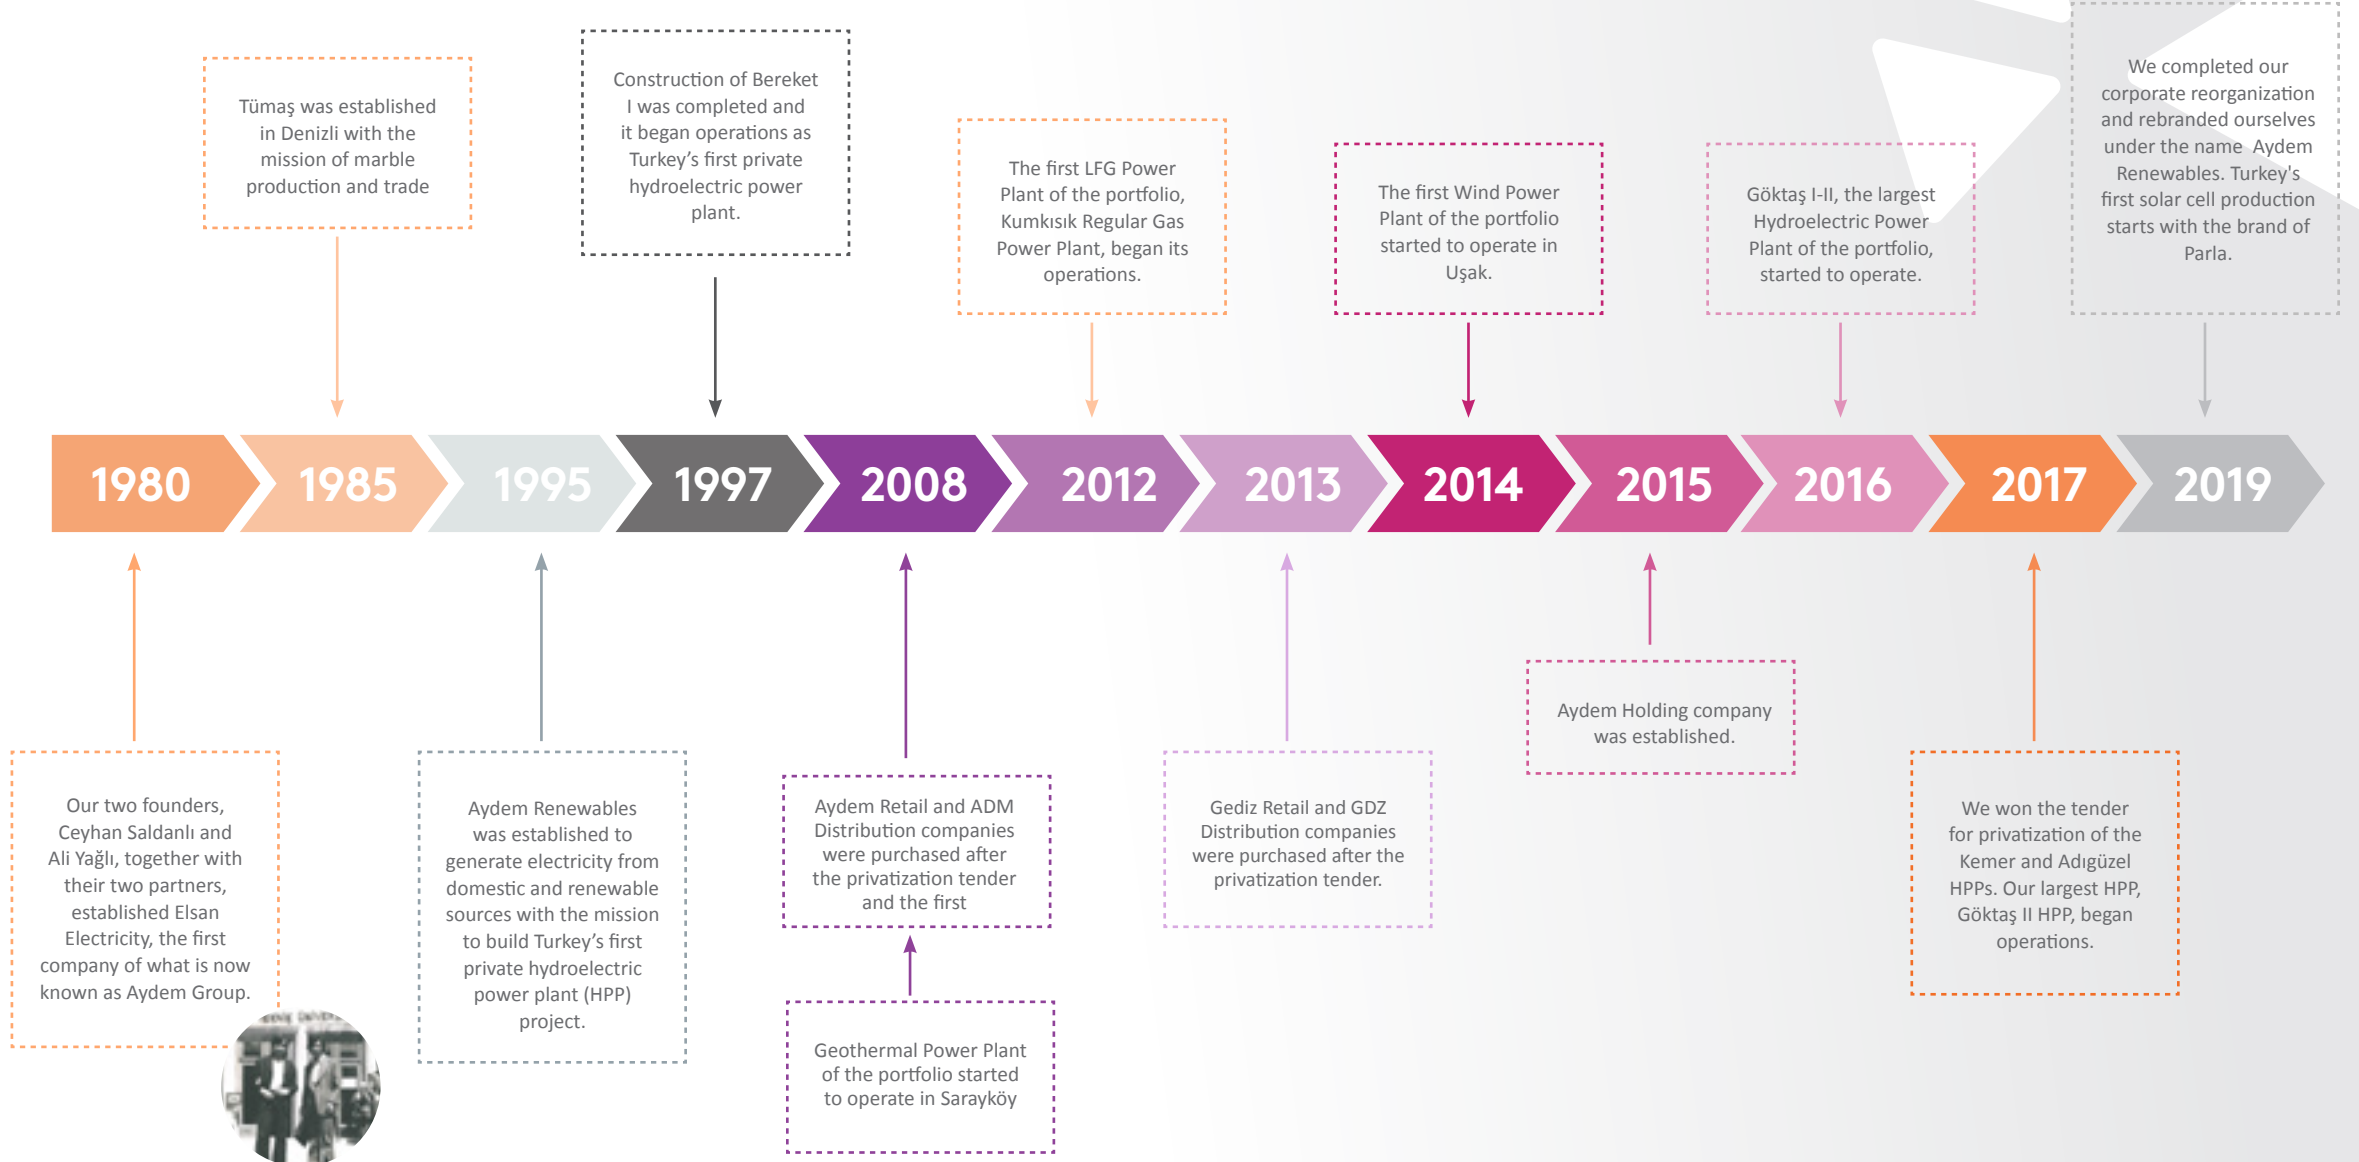 Tümaş was established
in Denizli with the
mission of marble
production and trade
Construction of Bereket
I was completed and
it began operations as
Turkey’s first private
hydroelectric power
plant.
The first LFG Power
Plant of the portfolio,
Kumkısık Regular Gas
Power Plant, began its
operations.
The first Wind Power
Plant of the portfolio
started to operate in
Uşak.
Göktaş I-II, the largest
Hydroelectric Power
Plant of the portfolio,
started to operate.
We completed our
corporate reorganization
and rebranded ourselves
under the name Aydem
Renewables. Turkey's
first solar cell production
starts with the brand of
Parla.
1980
1985
1995
1997
2008
2012
2013
2014
2015
2016
2017
2019
Our two founders,
Ceyhan Saldanlı and
Ali Yağlı, together with
their two partners,
established Elsan
Electricity, the first
company of what is now
known as Aydem Group.
Aydem Renewables
was established to
generate electricity from
domestic and renewable
sources with the mission
to build Turkey’s first
private hydroelectric
power plant (HPP)
project.
Aydem Retail and ADM
Distribution companies
were purchased after
the privatization tender
and the first
Geothermal Power Plant
of the portfolio started
to operate in Sarayköy
Gediz Retail and GDZ
Distribution companies
were purchased after the
privatization tender.
Aydem Holding company
was established.
We won the tender
for privatization of the
Kemer and Adıgüzel
HPPs. Our largest HPP,
Göktaş II HPP, began
operations.